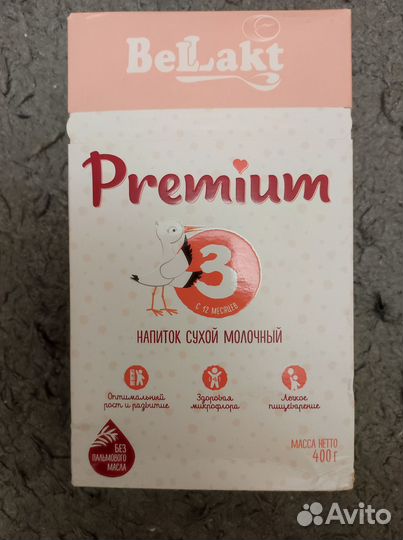 BELLakt
Premium
3
С 12 МЕСЯЦЕВ
НАПИТОК СУХОЙ МОЛОЧНЫЙ
Оптимальный
рост и развитие
Здоровая
микрофлора
Легкое
пищеварение
БЕЗ
ПАЛЬМОВОГО
МАСЛА
МАССА НЕТТО
400 Г
Avito